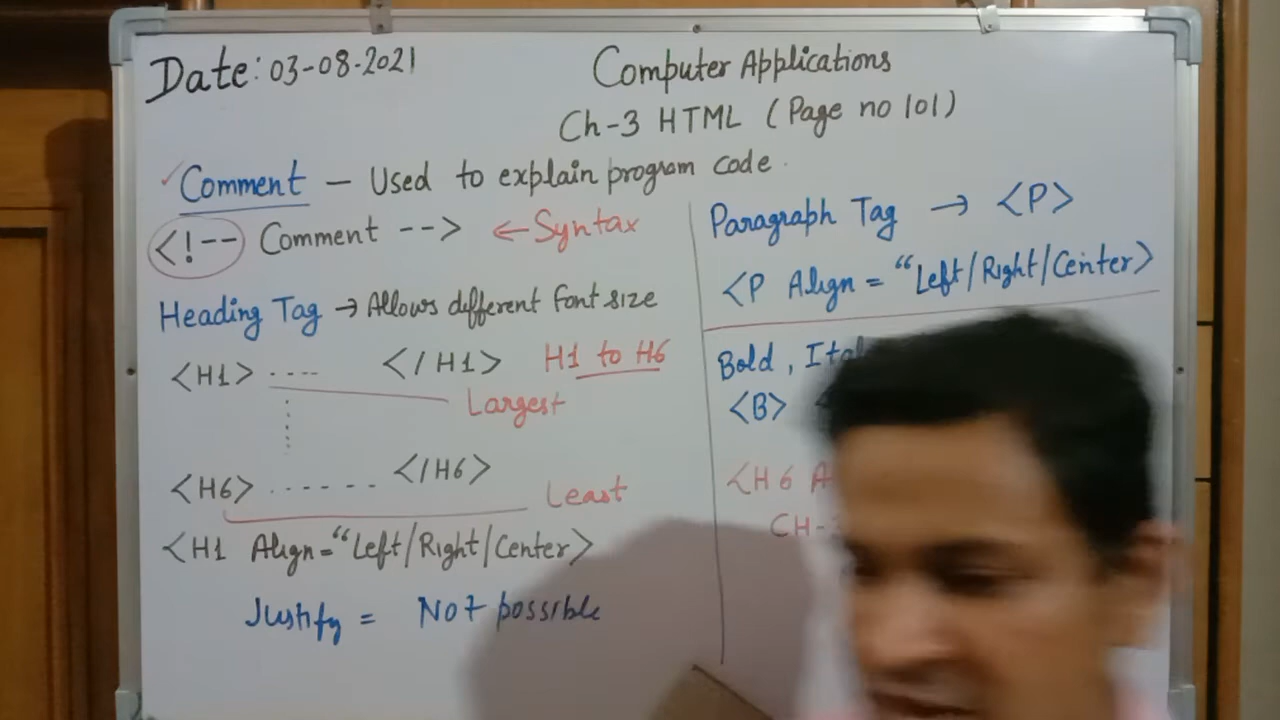 Date: 03-08-2021
Computer Applications
Ch-3 HTML (Page no 101)
Comment — Used to explain program code.
<!-- Comment --> ← Syntax
Heading Tag → Allows different font size
<H1> .... </H1> H1 to H6
Largest
<H6> ...... </H6>
Least
<H1 Align="Left/Right/Center>
Justify = Not possible
Paragraph Tag → <P>
<P Align = "Left/Right/Center>
Bold, Ital
<B>
<H6 A
CH-